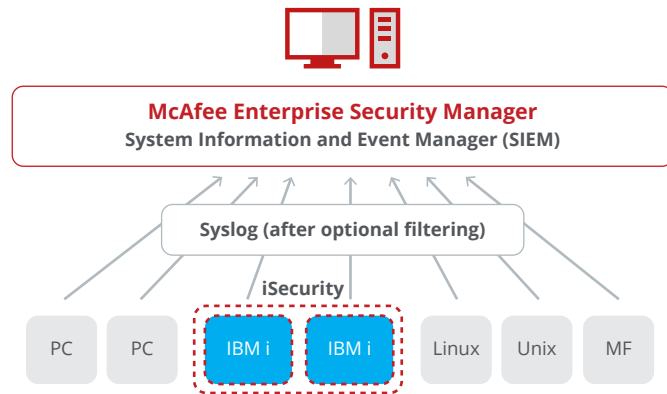 McAfee Enterprise Security Manager
System Information and Event Manager (SIEM)
Syslog (after optional filtering)
iSecurity
PC
PC
IBM i
IBM i
Linux
Unix
MF